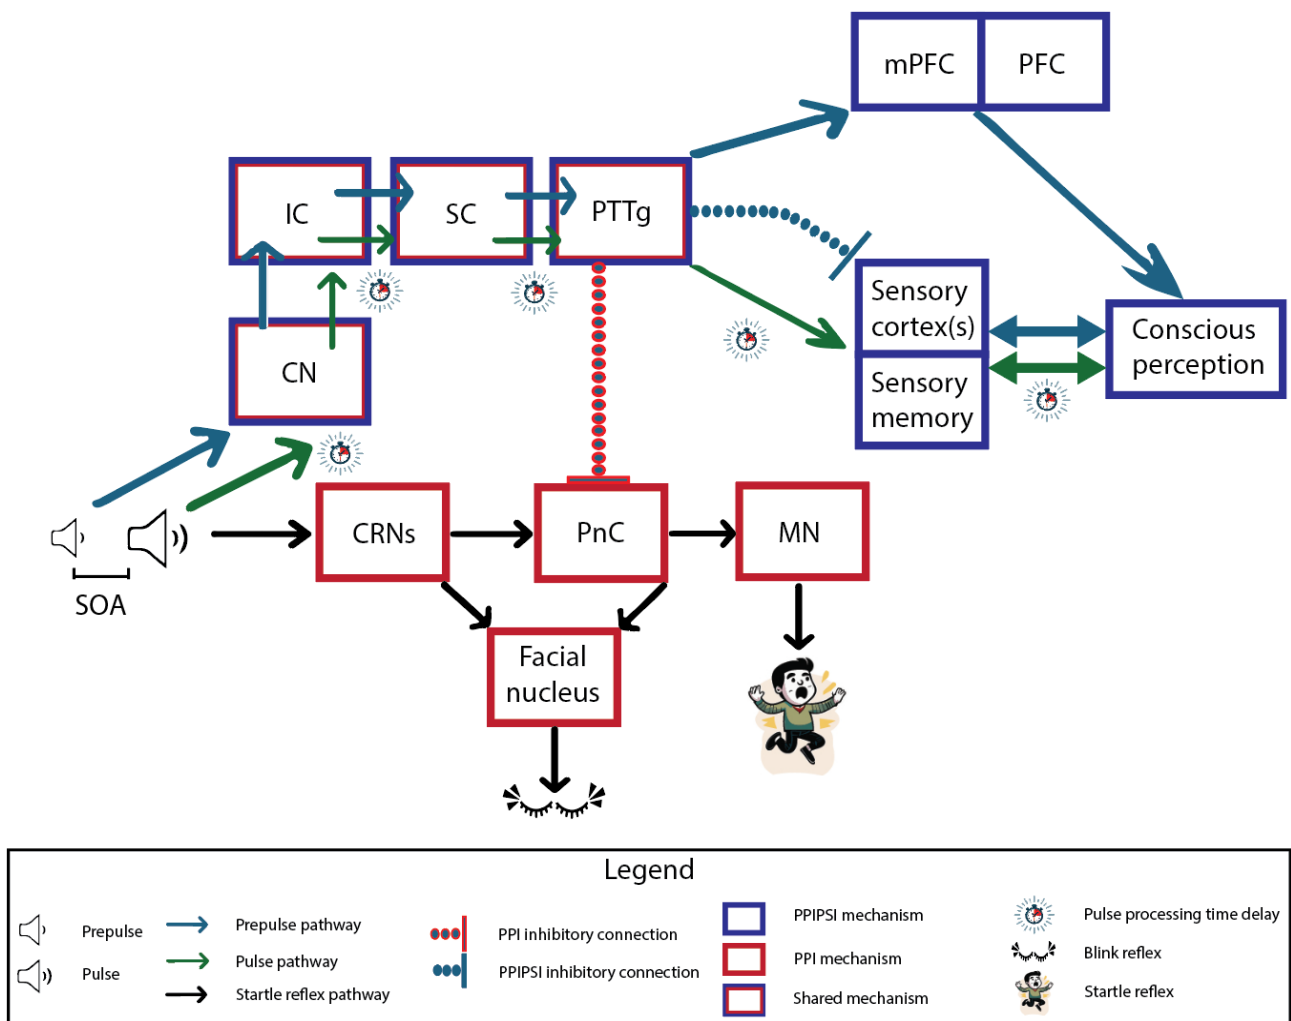 mPFC
PFC
IC
SC
PTTg
Sensory
cortex(s)
Sensory
memory
Conscious
perception
CN
CRNs
PnC
MN
SOA
Facial
nucleus
Legend
Prepulse
Pulse
Prepulse pathway
Pulse pathway
Startle reflex pathway
PPI inhibitory connection
PPIPSI inhibitory connection
PPIPSI mechanism
PPI mechanism
Shared mechanism
Pulse processing time delay
Blink reflex
Startle reflex